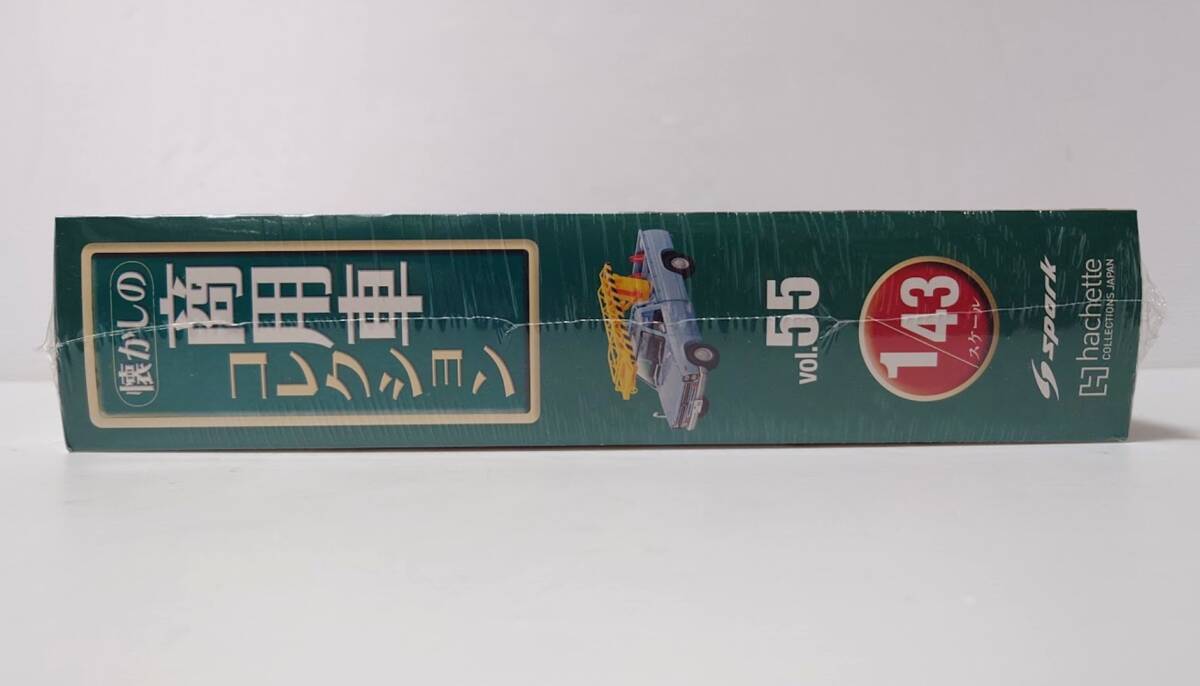 懐かしの
商用車
コレクション
vol.55
1/43
スケール
spark
hachette
COLLECTIONS JAPAN